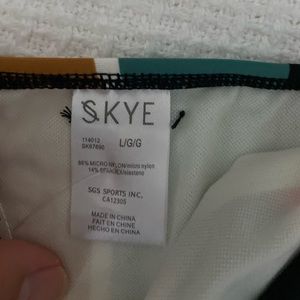 SKYE
114012
SK67690
L/G/G
86% MICRO NYLON/micro nylon
14% SPANDEX/elastene
SGS SPORTS INC,
CA12305
MADE IN CHINA
FAIT EN CHINE
HECHO EN CHINA